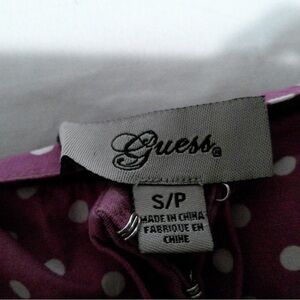 Guess®
S/P
MADE IN CHINA
FABRIQUE EN
CHINE